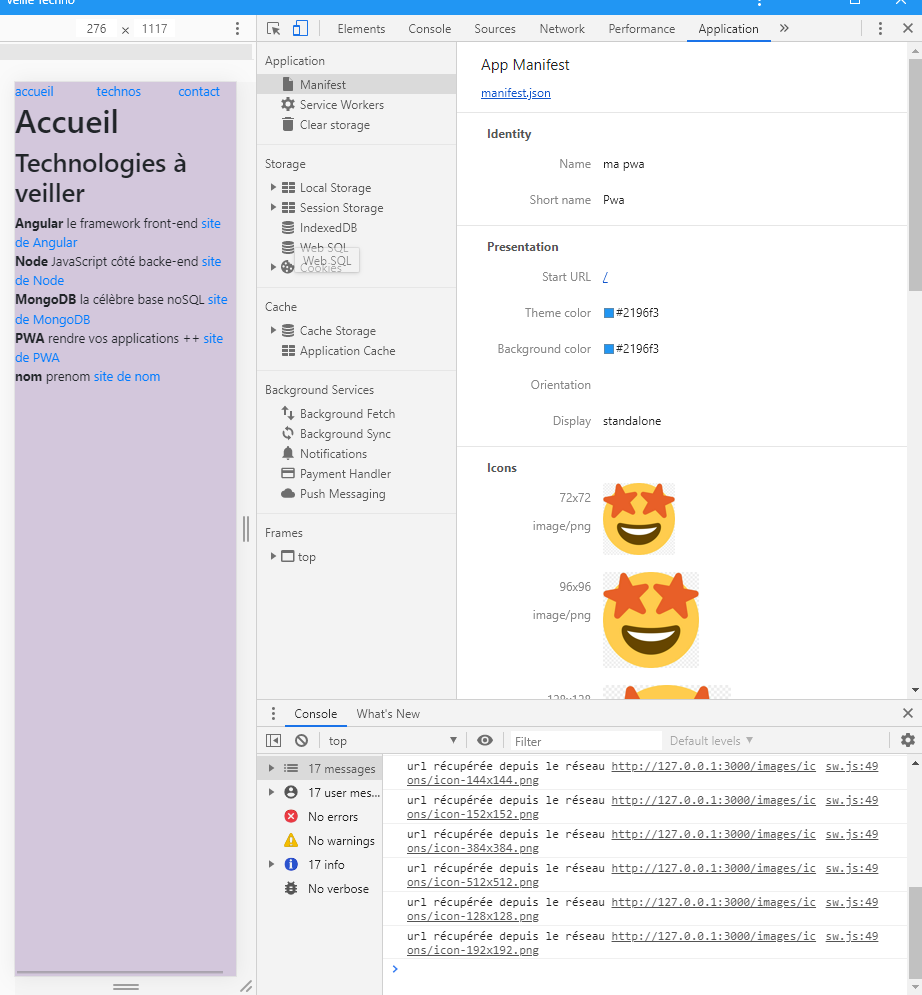 Veille Techno
276 x 1117
Elements Console Sources Network Performance Application »
accueil technos contact
Accueil
Technologies à
veiller
Angular le framework front-end site
de Angular
Node JavaScript côté backe-end site
de Node
MongoDB la célèbre base noSQL site
de MongoDB
PWA rendre vos applications ++ site
de PWA
nom prenom site de nom
Application
Manifest
Service Workers
Clear storage
Storage
Local Storage
Session Storage
IndexedDB
Web SQL
Web SQL
Cookies
Cache
Cache Storage
Application Cache
Background Services
Background Fetch
Background Sync
Notifications
Payment Handler
Push Messaging
Frames
top
App Manifest
manifest.json
Identity
Name ma pwa
Short name Pwa
Presentation
Start URL /
Theme color #2196f3
Background color #2196f3
Orientation
Display standalone
Icons
72x72
image/png
96x96
image/png
128x128
Console What's New
top Filter Default levels
17 messages
17 user mes...
No errors
No warnings
17 info
No verbose
url récupérée depuis le réseau http://127.0.0.1:3000/images/ic sw.js:49
ons/icon-144x144.png
url récupérée depuis le réseau http://127.0.0.1:3000/images/ic sw.js:49
ons/icon-152x152.png
url récupérée depuis le réseau http://127.0.0.1:3000/images/ic sw.js:49
ons/icon-384x384.png
url récupérée depuis le réseau http://127.0.0.1:3000/images/ic sw.js:49
ons/icon-512x512.png
url récupérée depuis le réseau http://127.0.0.1:3000/images/ic sw.js:49
ons/icon-128x128.png
url récupérée depuis le réseau http://127.0.0.1:3000/images/ic sw.js:49
ons/icon-192x192.png
>